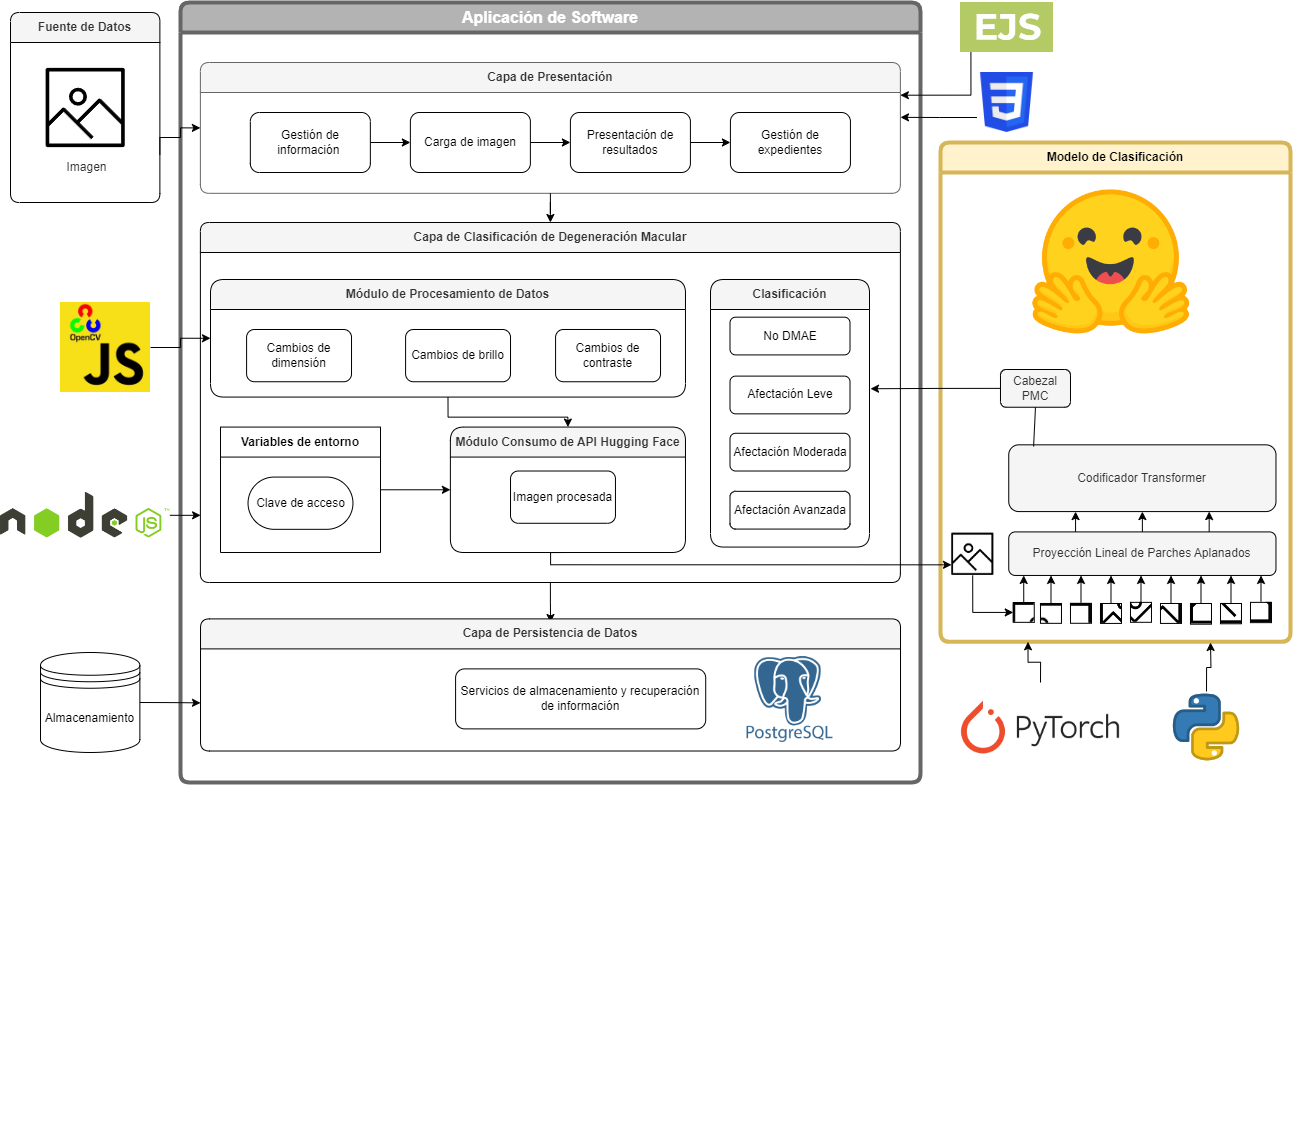 Fuente de Datos
Imagen
Aplicación de Software
Capa de Presentación
Gestión de
información
Carga de imagen
Presentación de
resultados
Gestión de
expedientes
EJS
3
Capa de Clasificación de Degeneración Macular
Módulo de Procesamiento de Datos
Cambios de
dimensión
Cambios de brillo
Cambios de
contraste
OpenCV
JS
Variables de entorno
Clave de acceso
Módulo Consumo de API Hugging Face
Imagen procesada
node
JS
™
Clasificación
No DMAE
Afectación Leve
Afectación Moderada
Afectación Avanzada
Modelo de Clasificación
Cabezal
PMC
Codificador Transformer
Proyección Lineal de Parches Aplanados
Capa de Persistencia de Datos
Servicios de almacenamiento y recuperación
de información
PostgreSQL
Almacenamiento
PyTorch